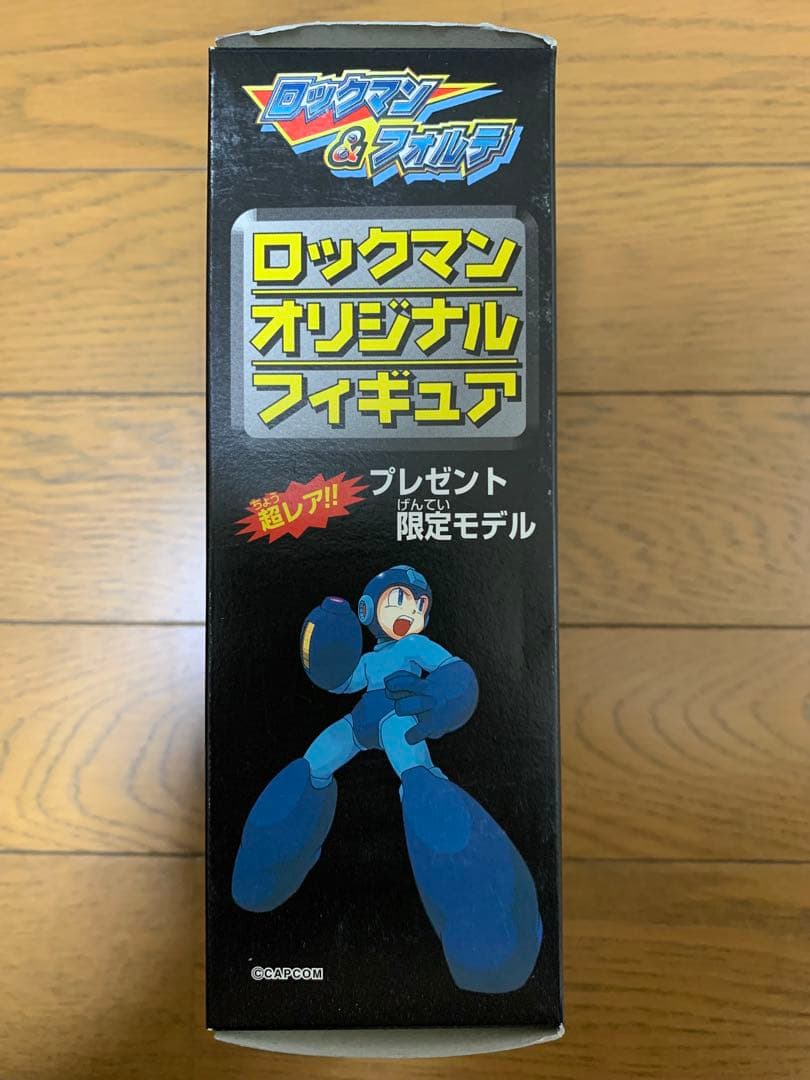 ロックマン
&フォルテ
ロックマン
オリジナル
フィギュア
ちょう
超レア!!
プレゼント
げんてい
限定モデル
©CAPCOM